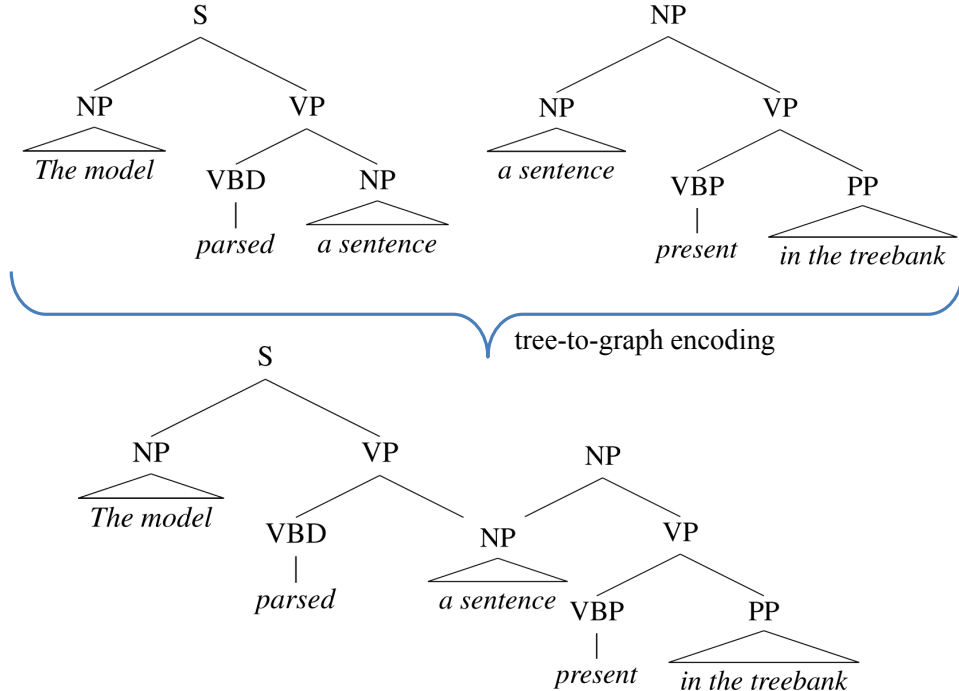 S NP
NP VP NP VP
The model a sentence
VBD NP VBP PP
parsed a sentence present in the treebank
tree-to-graph encoding
S
NP VP NP
The model VBD NP VP
parsed a sentence VBP PP
present in the treebank